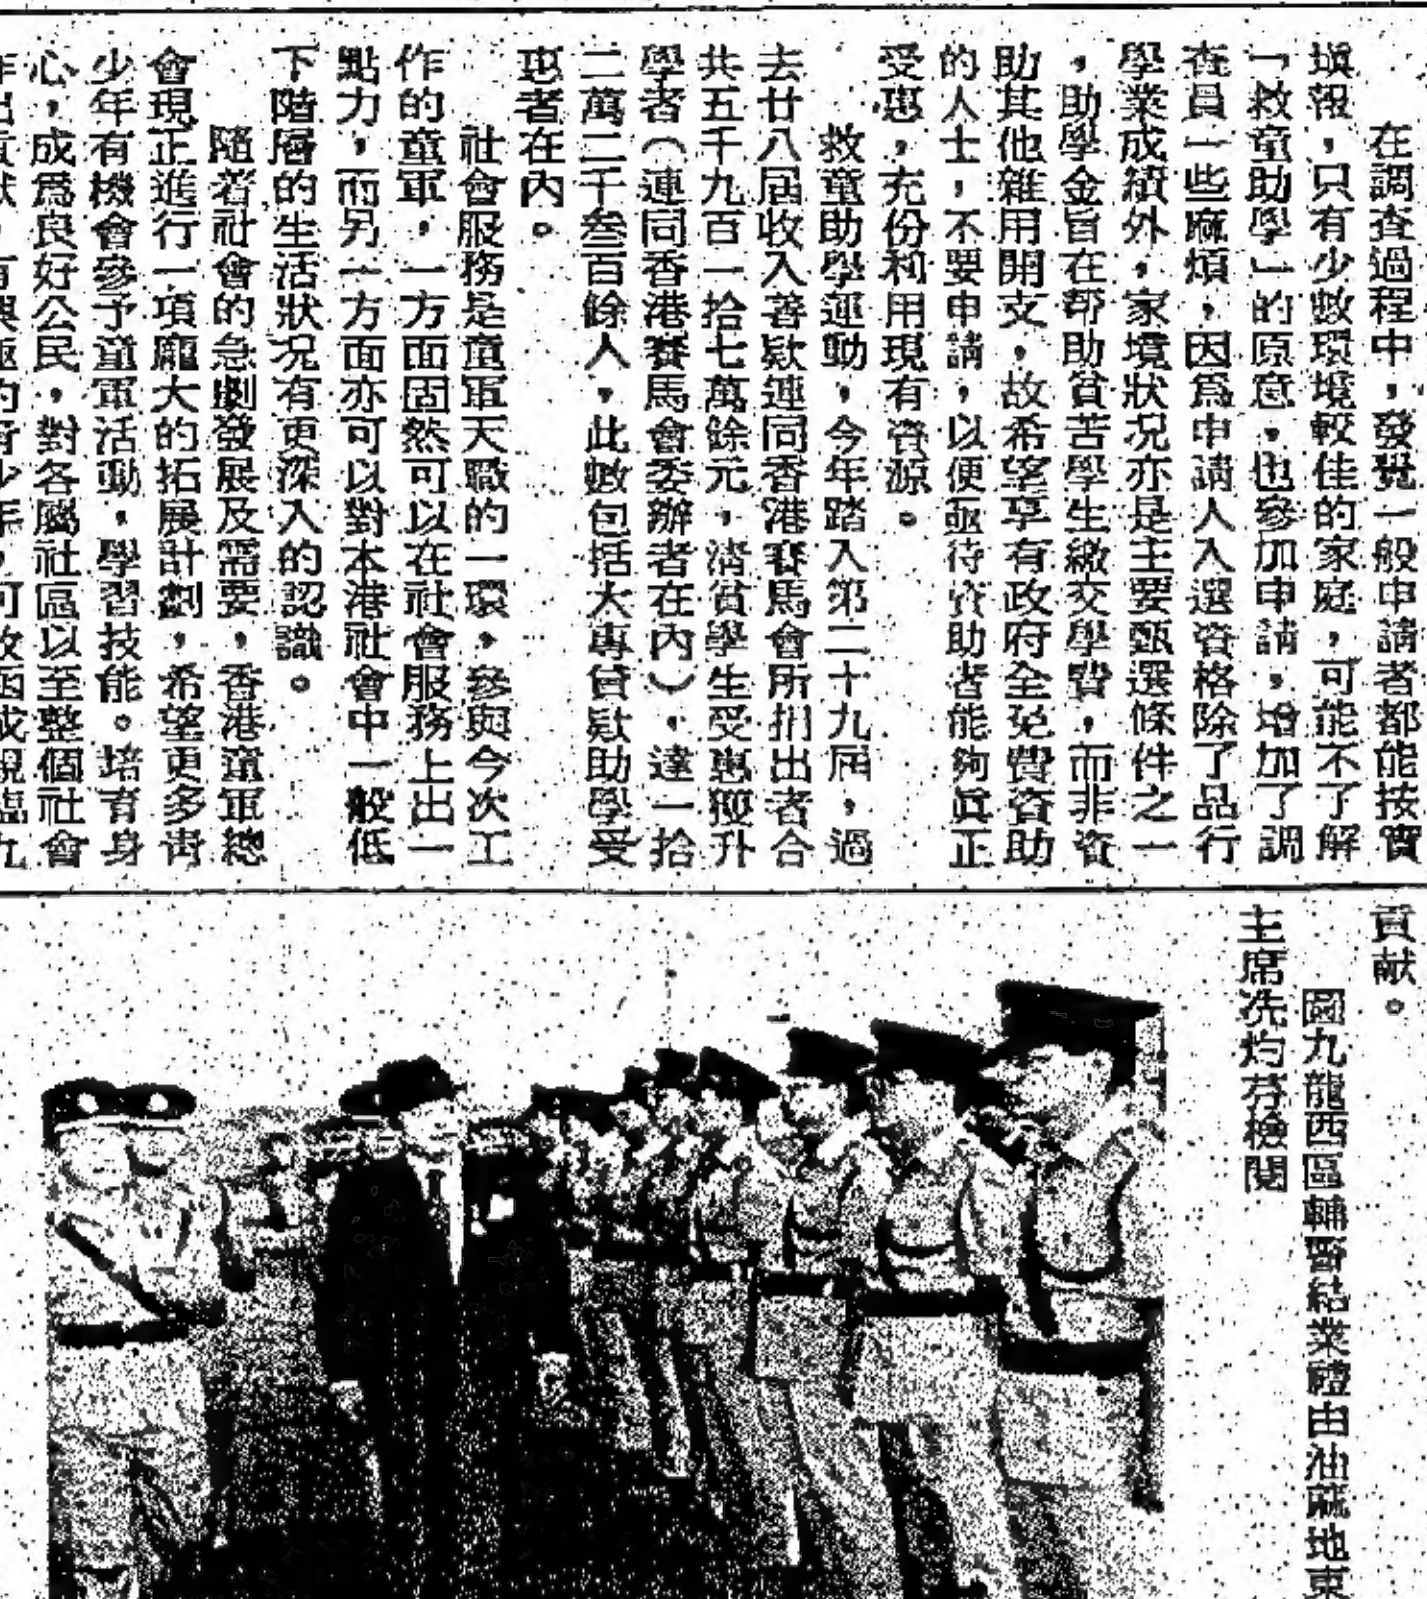 在調查過程中，發覺一般申請者都能按實
塡報，只有少數環境較佳的家庭，可能不了解
「救童助學」的原意，也參加申請，增加了調
查員一些麻煩，因爲申請人入選資格除了品行
學業成績外，家境狀况亦是主要甄選條件之一
，助學金旨在帮助貧苦學生繳交學費，而非資
助其他雜用開支，故希望享有政府全免費資助
的人士，不要申請，以便亟待資助者能夠眞正
受惠，充份利用現有資源。
救童助學運動，今年踏入第二十九屆，過
去廿八屆收入善欵連同香港賽馬會所捐出者合
共五千九百一拾七萬餘元，清貧學生受惠獲升
學者（連同香港賽馬會委辦者在內），達一拾
二萬二千叁百餘人，此數包括大專貸欵助學受
惠者在內。
社會服務是童軍天職的一環，參與今次工
作的童軍，一方面固然可以在社會服務上出一
點力，而另一方面亦可以對本港社會中一般低
下階層的生活狀况有更深入的認識。
隨着社會的急劇發展及需要，香港童軍總
會現正進行一項龐大的拓展計劃，希望更多靑
少年有機會參予童軍活動，學習技能。培育身
心，成爲良好公民，對各屬社區以至整個社會
貢献。
圖九龍西區輔警結業禮由油蔴地東
主席冼灼芬檢閱